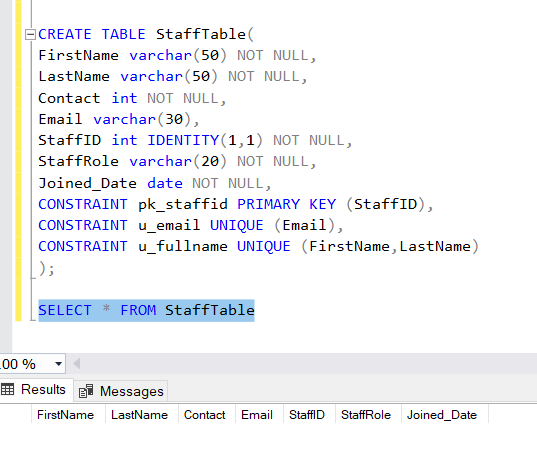 CREATE TABLE StaffTable(
FirstName varchar(50) NOT NULL,
LastName varchar(50) NOT NULL,
Contact int NOT NULL,
Email varchar(30),
StaffID int IDENTITY(1,1) NOT NULL,
StaffRole varchar(20) NOT NULL,
Joined_Date date NOT NULL,
CONSTRAINT pk_staffid PRIMARY KEY (StaffID),
CONSTRAINT u_email UNIQUE (Email),
CONSTRAINT u_fullname UNIQUE (FirstName,LastName)
);
SELECT * FROM StaffTable
.00 %
Results Messages
FirstName LastName Contact Email StaffID StaffRole Joined_Date